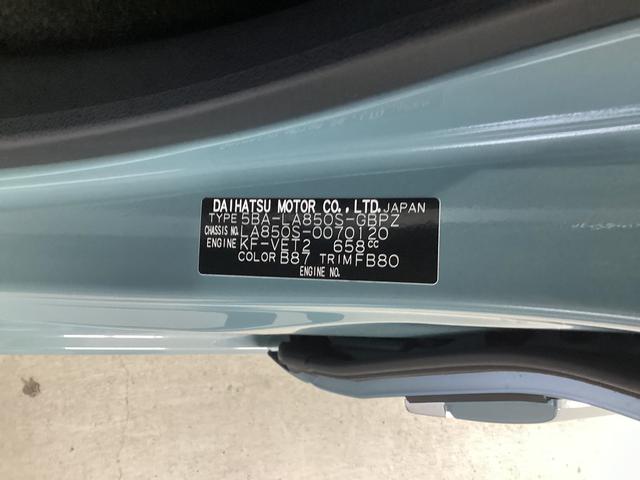 DAIHATSU MOTOR CO., LTD. JAPAN
TYPE 5BA-LA850S-GBPZ
CHASSIS NO. LA850S-0070120
ENGINE KF-VET2 658cc
COLOR B87 TRIM FB80
ENGINE NO.